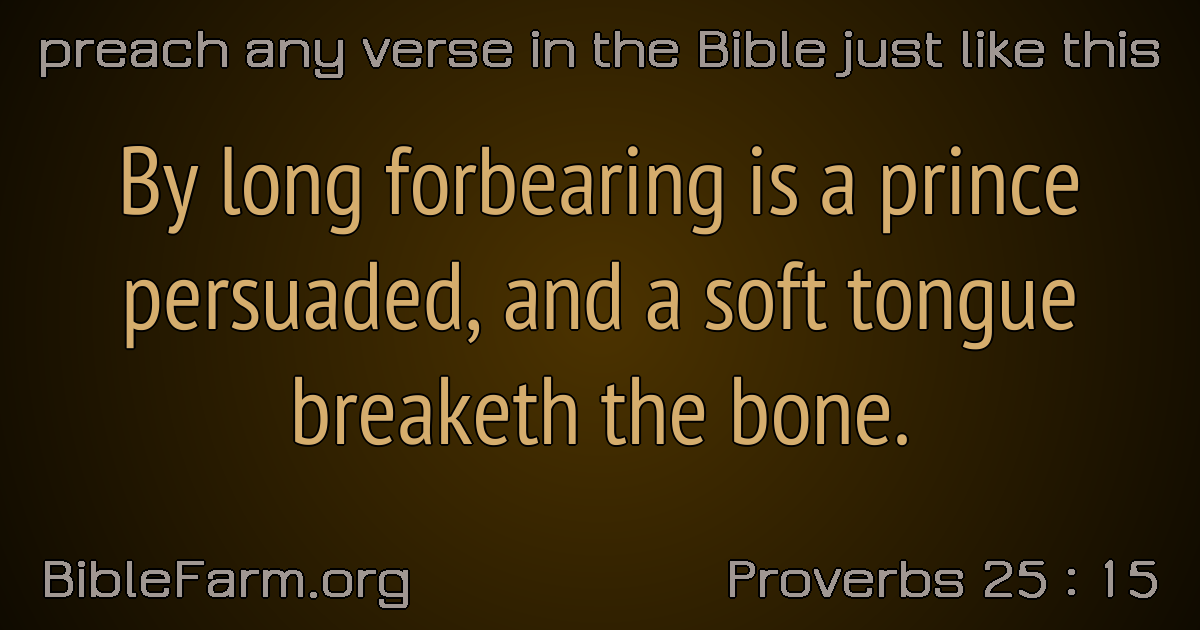 preach any verse in the Bible just like this
By long forbearing is a prince
persuaded, and a soft tongue
breaketh the bone.
BibleFarm.org
Proverbs 25 : 15